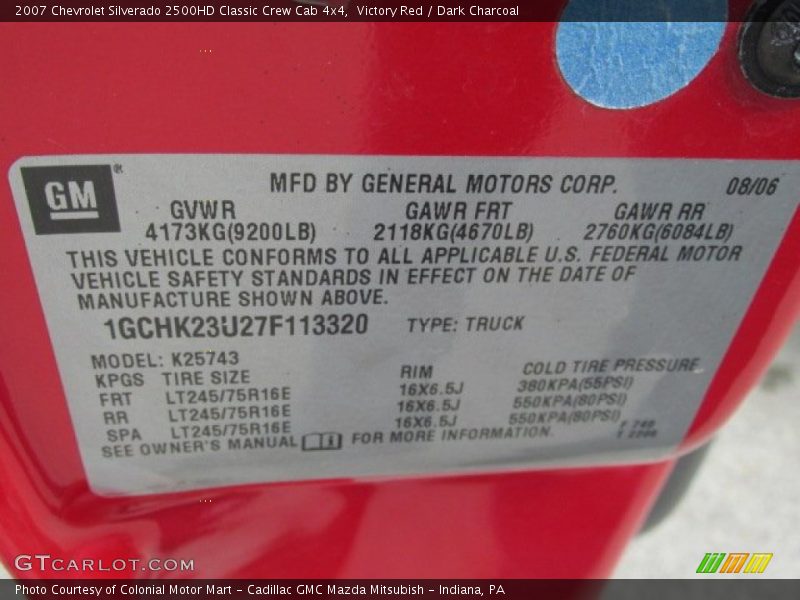 2007 Chevrolet Silverado 2500HD Classic Crew Cab 4x4, Victory Red / Dark Charcoal
GM®
MFD BY GENERAL MOTORS CORP. 08/06
GVWR GAWR FRT GAWR RR
4173KG(9200LB) 2118KG(4670LB) 2760KG(6084LB)
THIS VEHICLE CONFORMS TO ALL APPLICABLE U.S. FEDERAL MOTOR
VEHICLE SAFETY STANDARDS IN EFFECT ON THE DATE OF
MANUFACTURE SHOWN ABOVE.
1GCHK23U27F113320 TYPE: TRUCK
MODEL: K25743
KPGS TIRE SIZE RIM COLD TIRE PRESSURE
FRT LT245/75R16E 16X6.5J 380KPA(55PSI)
RR LT245/75R16E 16X6.5J 550KPA(80PSI)
SPA LT245/75R16E 16X6.5J 550KPA(80PSI)
SEE OWNER'S MANUAL FOR MORE INFORMATION.
GTCARLOT.COM
Photo Courtesy of Colonial Motor Mart - Cadillac GMC Mazda Mitsubish - Indiana, PA